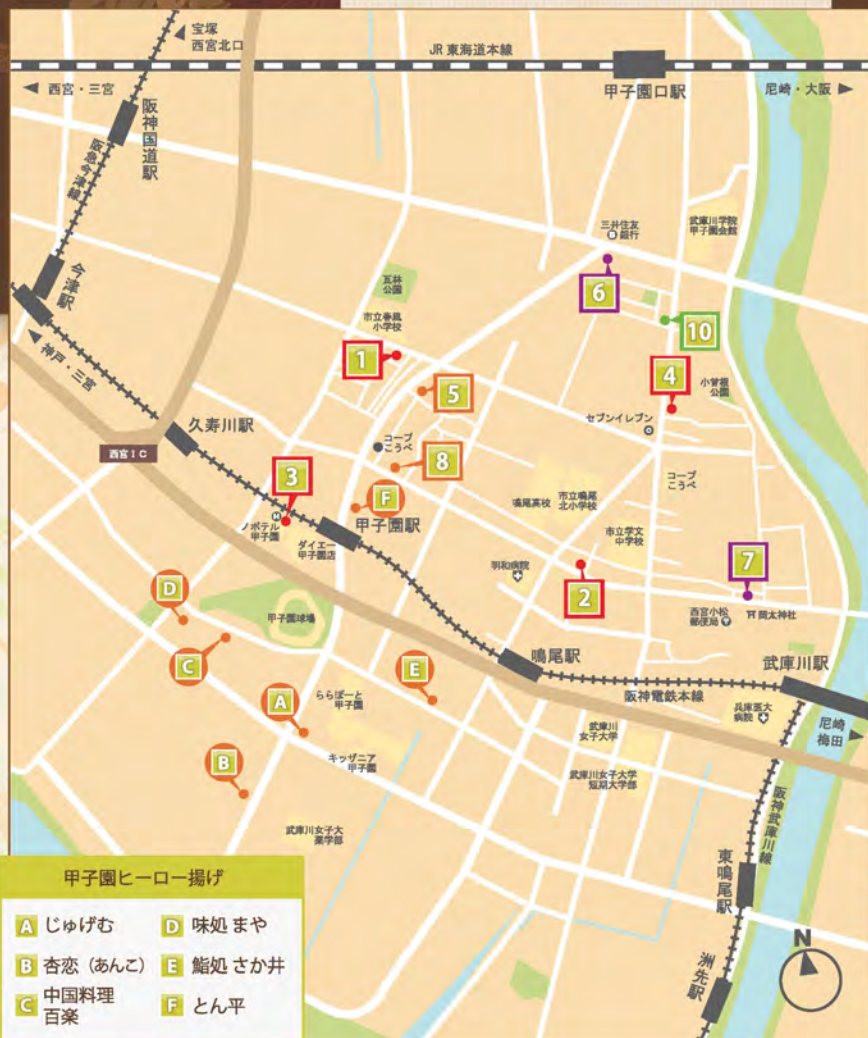 宝塚
西宮北口
JR東海道本線
西宮・三宮
甲子園口駅
尼崎・大阪
阪神国道駅
阪急今津線
三井住友
銀行
武庫川学院
甲子園会館
今津駅
瓦林
公園
6
市立春風
小学校
10
神戸・三宮
1
4
小曽根
公園
5
久寿川駅
セブンイレブン
西宮IC
コープ
こうべ
8
3
コープ
こうべ
鳴尾高校
市立鳴尾
北小学校
F
ノボテル
甲子園
甲子園駅
市立学文
中学校
ダイエー
甲子園店
明和病院
7
2
D
西宮小松
郵便局
岡太神社
甲子園球場
C
鳴尾駅
武庫川駅
E
阪神電鉄本線
ららぽーと
甲子園
A
兵庫医大
病院
尼崎
梅田
武庫川
女子大学
B
キッザニア
甲子園
武庫川女子大学
短期大学部
阪神武庫川線
武庫川女子大
薬学部
東鳴尾駅
甲子園ヒーロー揚げ
N
A じゅげむ
D 味処 まや
B 杏恋(あんこ)
E 鮨処 さか井
洲先駅
C 中国料理
百楽
F とん平